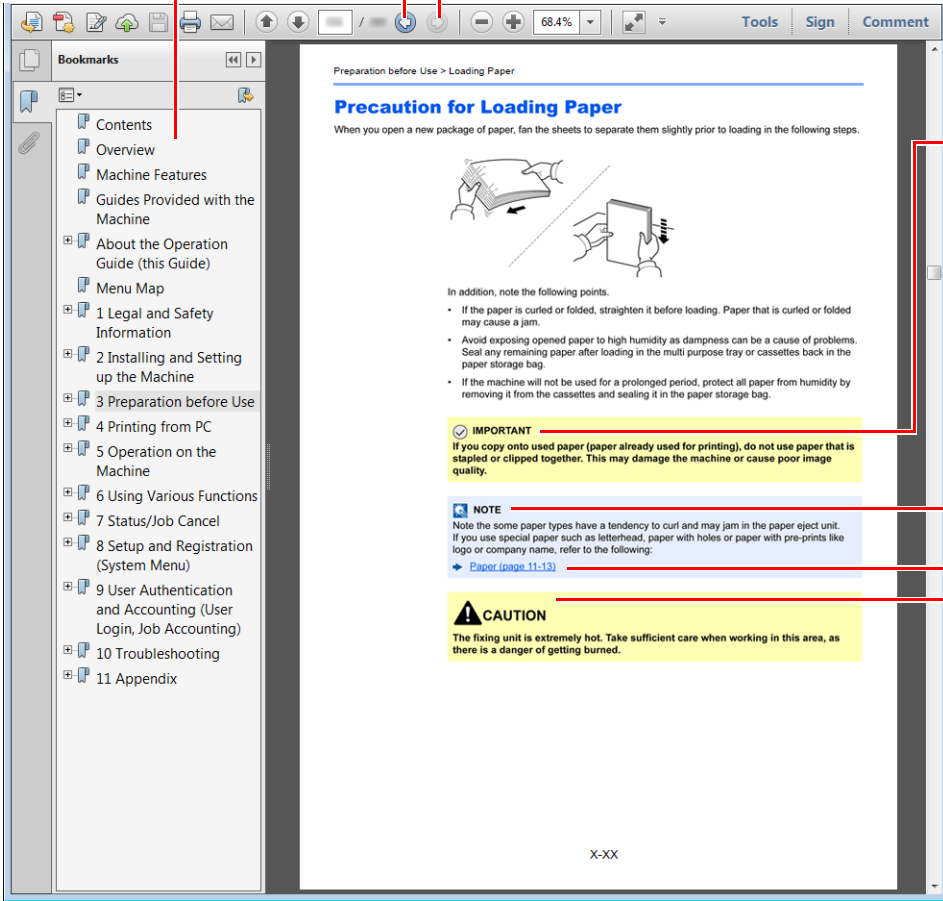 /
68.4%
Tools
Sign
Comment
Bookmarks
Contents
Overview
Machine Features
Guides Provided with the
Machine
About the Operation
Guide (this Guide)
Menu Map
1 Legal and Safety
Information
2 Installing and Setting
up the Machine
3 Preparation before Use
4 Printing from PC
5 Operation on the
Machine
6 Using Various Functions
7 Status/Job Cancel
8 Setup and Registration
(System Menu)
9 User Authentication
and Accounting (User
Login, Job Accounting)
10 Troubleshooting
11 Appendix
Preparation before Use > Loading Paper
Precaution for Loading Paper
When you open a new package of paper, fan the sheets to separate them slightly prior to loading in the following steps.
In addition, note the following points.
• If the paper is curled or folded, straighten it before loading. Paper that is curled or folded
may cause a jam.
• Avoid exposing opened paper to high humidity as dampness can be a cause of problems.
Seal any remaining paper after loading in the multi purpose tray or cassettes back in the
paper storage bag.
• If the machine will not be used for a prolonged period, protect all paper from humidity by
removing it from the cassettes and sealing it in the paper storage bag.
IMPORTANT
If you copy onto used paper (paper already used for printing), do not use paper that is
stapled or clipped together. This may damage the machine or cause poor image
quality.
NOTE
Note the some paper types have a tendency to curl and may jam in the paper eject unit.
If you use special paper such as letterhead, paper with holes or paper with pre-prints like
logo or company name, refer to the following:
Paper (page 11-13)
CAUTION
The fixing unit is extremely hot. Take sufficient care when working in this area, as
there is a danger of getting burned.
X-XX